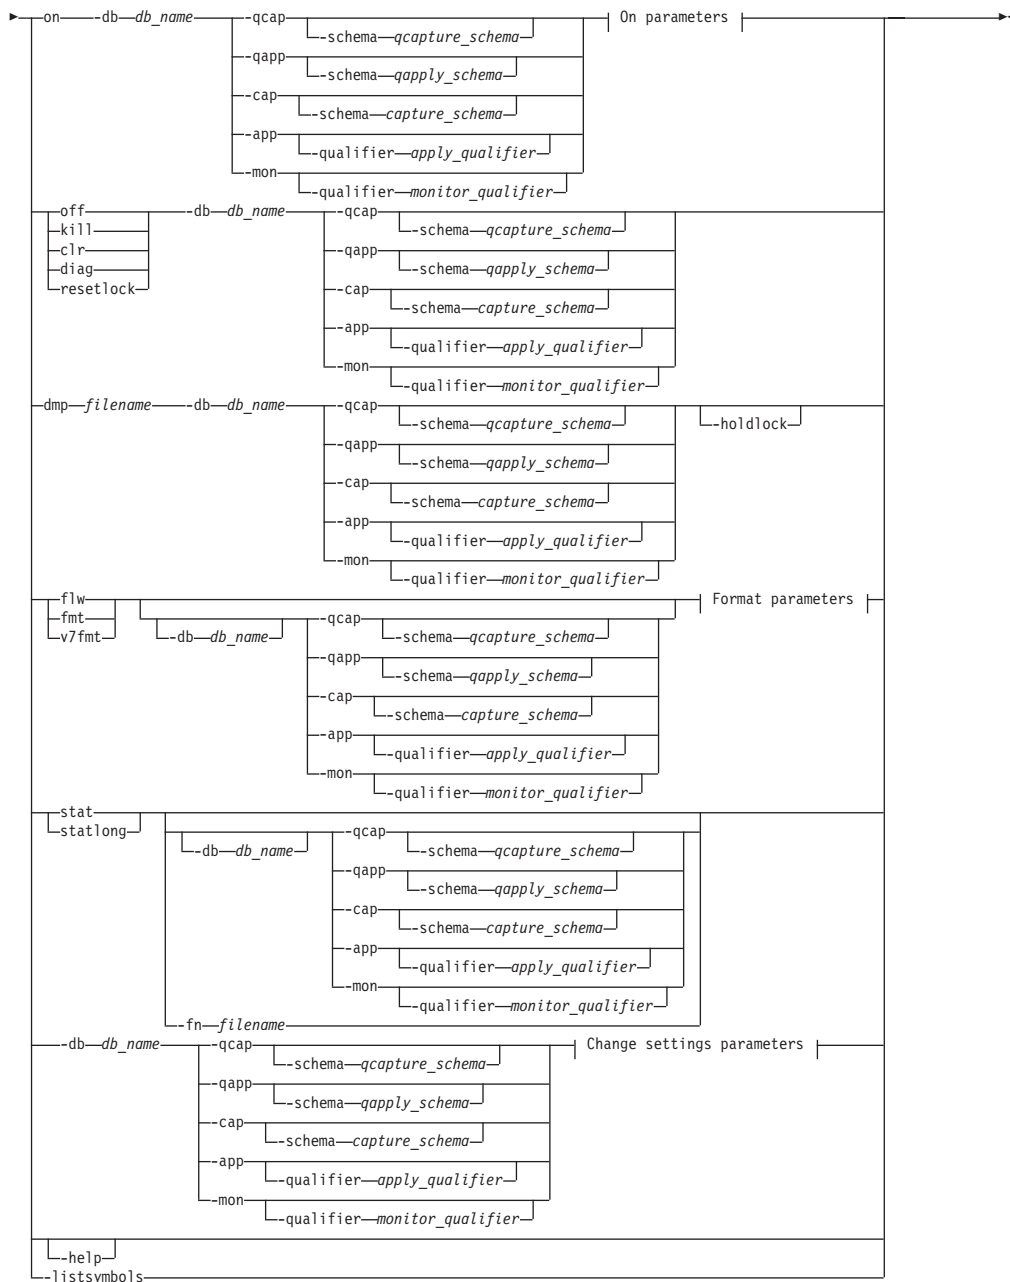 on -db db_name -qcap On parameters
-schema qcapture_schema
-qapp
-schema qapply_schema
-cap
-schema capture_schema
-app
-qualifier apply_qualifier
-mon
-qualifier monitor_qualifier
off -db db_name -qcap
kill -schema qcapture_schema
clr -qapp
diag -schema qapply_schema
resetlock -cap
-schema capture_schema
-app
-qualifier apply_qualifier
-mon
-qualifier monitor_qualifier
dmp filename -db db_name -qcap
-schema qcapture_schema -holdlock
-qapp
-schema qapply_schema
-cap
-schema capture_schema
-app
-qualifier apply_qualifier
-mon
-qualifier monitor_qualifier
flw Format parameters
fmt -qcap
v7fmt -db db_name -schema qcapture_schema
-qapp
-schema qapply_schema
-cap
-schema capture_schema
-app
-qualifier apply_qualifier
-mon
-qualifier monitor_qualifier
stat
statlong -qcap
-db db_name -schema qcapture_schema
-qapp
-schema qapply_schema
-cap
-schema capture_schema
-app
-qualifier apply_qualifier
-mon
-qualifier monitor_qualifier
-fn filename
-db db_name -qcap Change settings parameters
-schema qcapture_schema
-qapp
-schema qapply_schema
-cap
-schema capture_schema
-app
-qualifier apply_qualifier
-mon
-qualifier monitor_qualifier
-help
-listsymbols